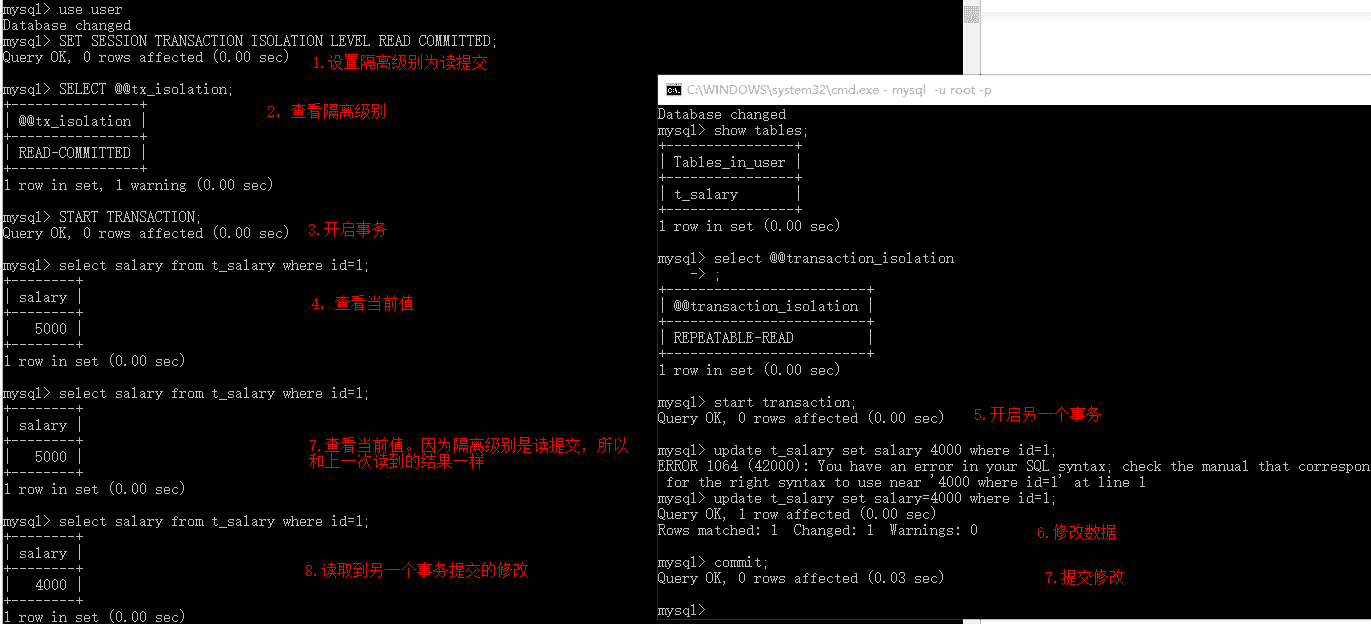 mysql> use user
Database changed
mysql> SET SESSION TRANSACTION ISOLATION LEVEL READ COMMITTED;
Query OK, 0 rows affected (0.00 sec)
1.设置隔离级别为读提交
mysql> SELECT @@tx_isolation;
2，查看隔离级别
+----------------+
| @@tx_isolation |
+----------------+
| READ-COMMITTED |
+----------------+
1 row in set, 1 warning (0.00 sec)
mysql> START TRANSACTION;
Query OK, 0 rows affected (0.00 sec)
3.开启事务
mysql> select salary from t_salary where id=1;
+--------+
| salary |
+--------+
|   5000 |
+--------+
4，查看当前值
1 row in set (0.00 sec)
mysql> select salary from t_salary where id=1;
+--------+
| salary |
+--------+
|   5000 |
+--------+
7.查看当前值。因为隔离级别是读提交，所以
和上一次读到的结果一样
1 row in set (0.00 sec)
mysql> select salary from t_salary where id=1;
+--------+
| salary |
+--------+
|   4000 |
+--------+
8.读取到另一个事务提交的修改
1 row in set (0.00 sec)
C:\WINDOWS\system32\cmd.exe - mysql  -u root -p
Database changed
mysql> show tables;
+----------------+
| Tables_in_user |
+----------------+
| t_salary       |
+----------------+
1 row in set (0.00 sec)
mysql> select @@transaction_isolation
    -> ;
+-------------------------+
| @@transaction_isolation |
+-------------------------+
| REPEATABLE-READ         |
+-------------------------+
1 row in set (0.00 sec)
mysql> start transaction;
Query OK, 0 rows affected (0.00 sec)
5.开启另一个事务
mysql> update t_salary set salary 4000 where id=1;
ERROR 1064 (42000): You have an error in your SQL syntax; check the manual that correspon
 for the right syntax to use near '4000 where id=1' at line 1
mysql> update t_salary set salary=4000 where id=1;
Query OK, 1 row affected (0.00 sec)
Rows matched: 1  Changed: 1  Warnings: 0
6.修改数据
mysql> commit;
Query OK, 0 rows affected (0.03 sec)
7.提交修改
mysql>